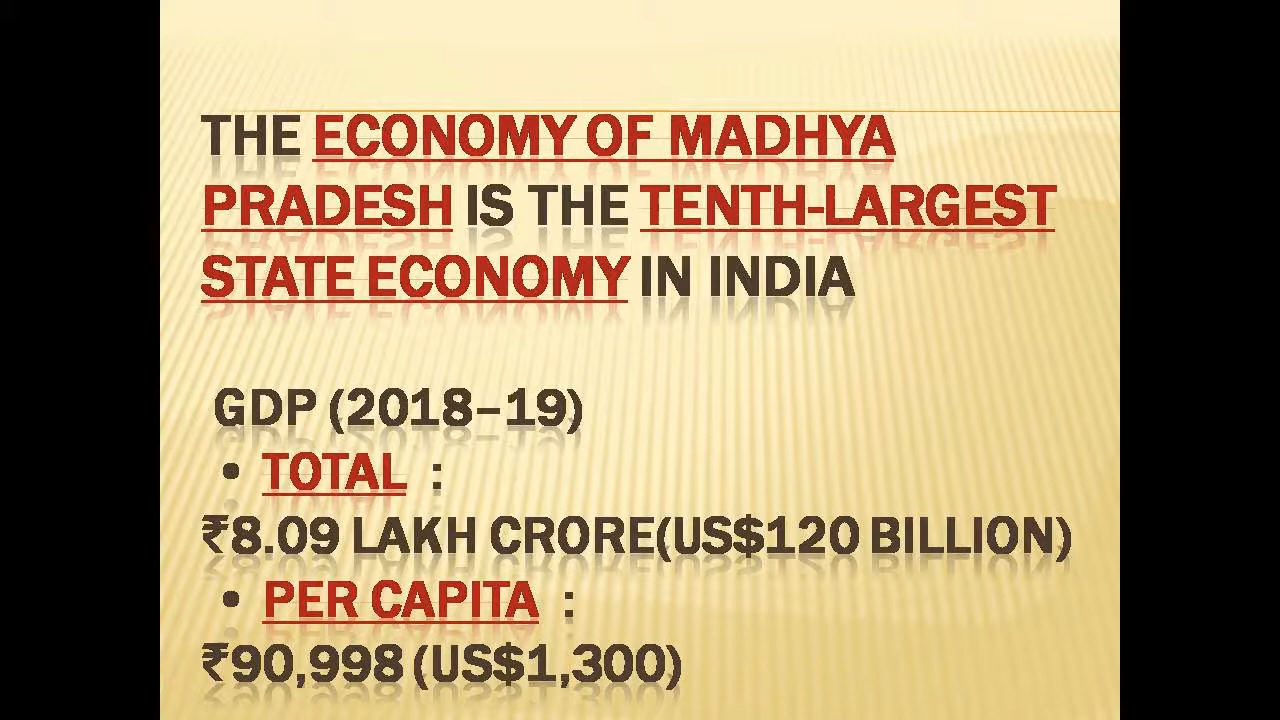 THE ECONOMY OF MADHYA
PRADESH IS THE TENTH-LARGEST
STATE ECONOMY IN INDIA
GDP (2018–19)
• TOTAL :
₹8.09 LAKH CRORE(US$120 BILLION)
• PER CAPITA :
₹90,998 (US$1,300)